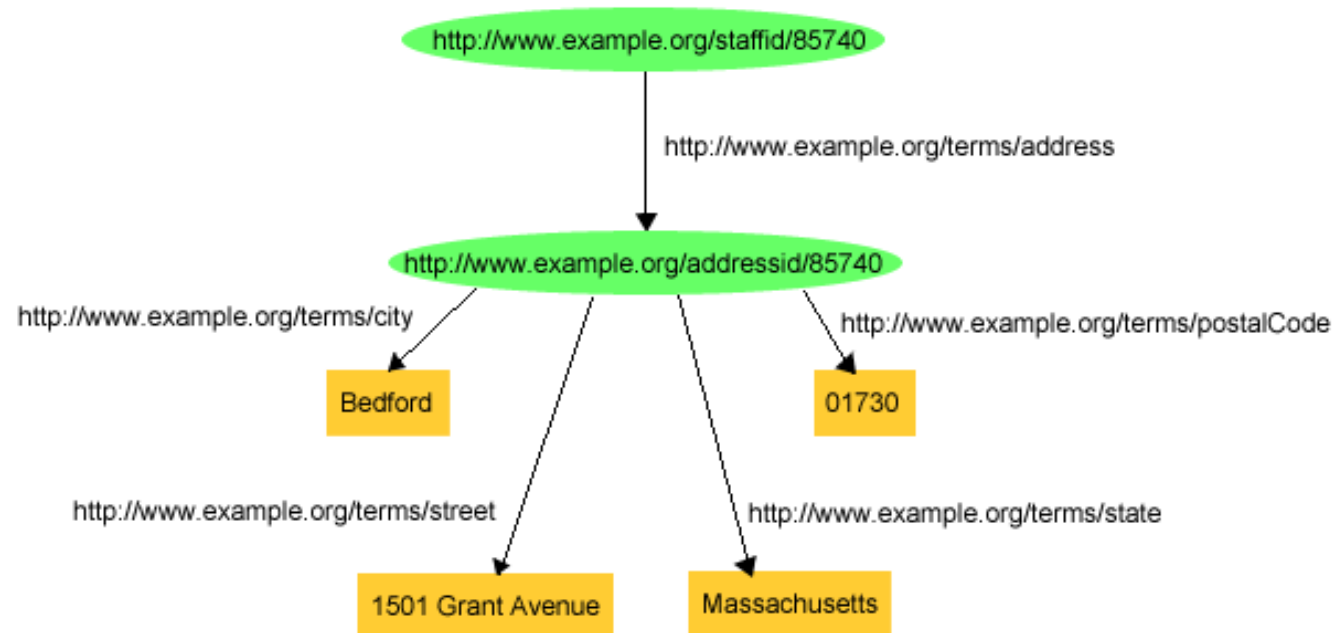 http://www.example.org/staffid/85740
http://www.example.org/terms/address
http://www.example.org/addressid/85740
http://www.example.org/terms/city
http://www.example.org/terms/postalCode
Bedford
01730
http://www.example.org/terms/street
http://www.example.org/terms/state
1501 Grant Avenue
Massachusetts